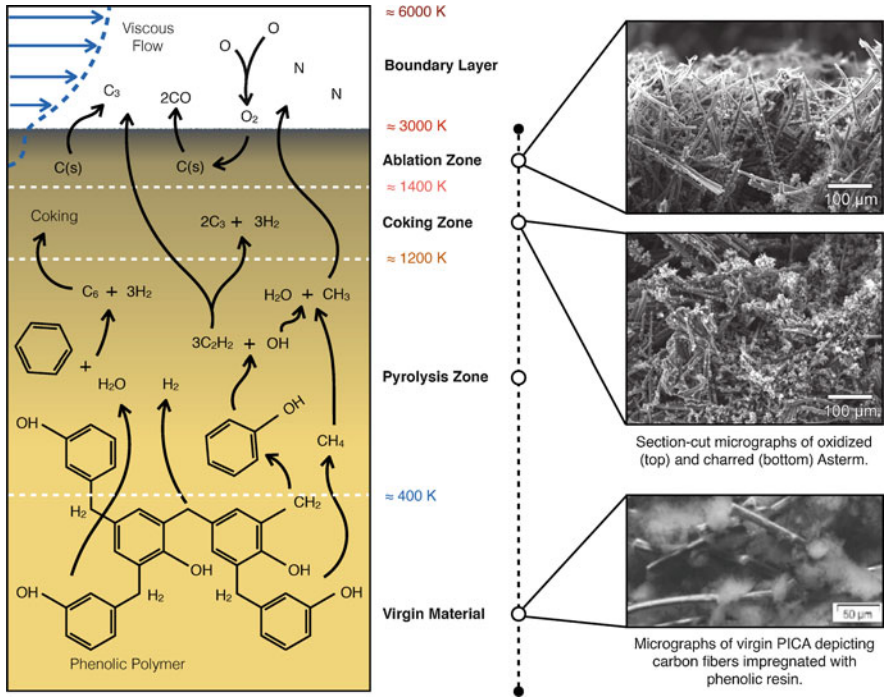 Viscous
Flow
O
O
N
N
C₃
2CO
O₂
C(s)
C(s)
Coking
2C₃ + 3H₂
C₆ + 3H₂
H₂O + CH₃
3C₂H₂ + OH
+
H₂O
H₂
OH
OH
CH₄
CH₂
H₂
OH
OH
OH
H₂
H₂
OH
Phenolic Polymer
≈ 6000 K
Boundary Layer
≈ 3000 K
Ablation Zone
≈ 1400 K
Coking Zone
≈ 1200 K
Pyrolysis Zone
≈ 400 K
Virgin Material
100 µm
100 µm
Section-cut micrographs of oxidized
(top) and charred (bottom) Asterm.
50 µm
Micrographs of virgin PICA depicting
carbon fibers impregnated with
phenolic resin.